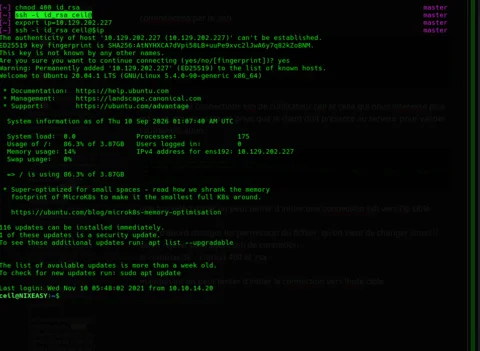 [~] chmod 400 id_rsa master
[~] ssh -i id_rsa ceil@ master
[~] export ip=10.129.202.227 master
[~] ssh -i id_rsa ceil@$ip master
The authenticity of host '10.129.202.227 (10.129.202.227)' can't be established.
ED25519 key fingerprint is
This key is not known by any other names.
Are you sure you want to continue connecting (yes/no/[fingerprint])? yes
Warning: Permanently added '10.129.202.227' (ED25519) to the list of known hosts.
Welcome to Ubuntu 20.04.1 LTS (GNU/Linux 5.4.0-90-generic x86_64)
* Documentation: https://help.ubuntu.com
* Management: https://landscape.canonical.com
* Support: https://ubuntu.com/advantage
System information as of Thu 10 Sep 2026 01:07:40 AM UTC
System load: 0.0 Processes: 175
Usage of /: 86.3% of 3.87GB Users logged in: 0
Memory usage: 14% IPv4 address for ens192: 10.129.202.227
Swap usage: 0%
=> / is using 86.3% of 3.87GB
* Super-optimized for small spaces - read how we shrank the memory
footprint of MicroK8s to make it the smallest full K8s around.
https://ubuntu.com/blog/microk8s-memory-optimisation
116 updates can be installed immediately.
1 of these updates is a security update.
To see these additional updates run: apt list --upgradable
The list of available updates is more than a week old.
To check for new updates run: sudo apt update
Last login: Wed Nov 10 05:48:02 2021 from 10.10.14.20
ceil@NIXEASY:~$